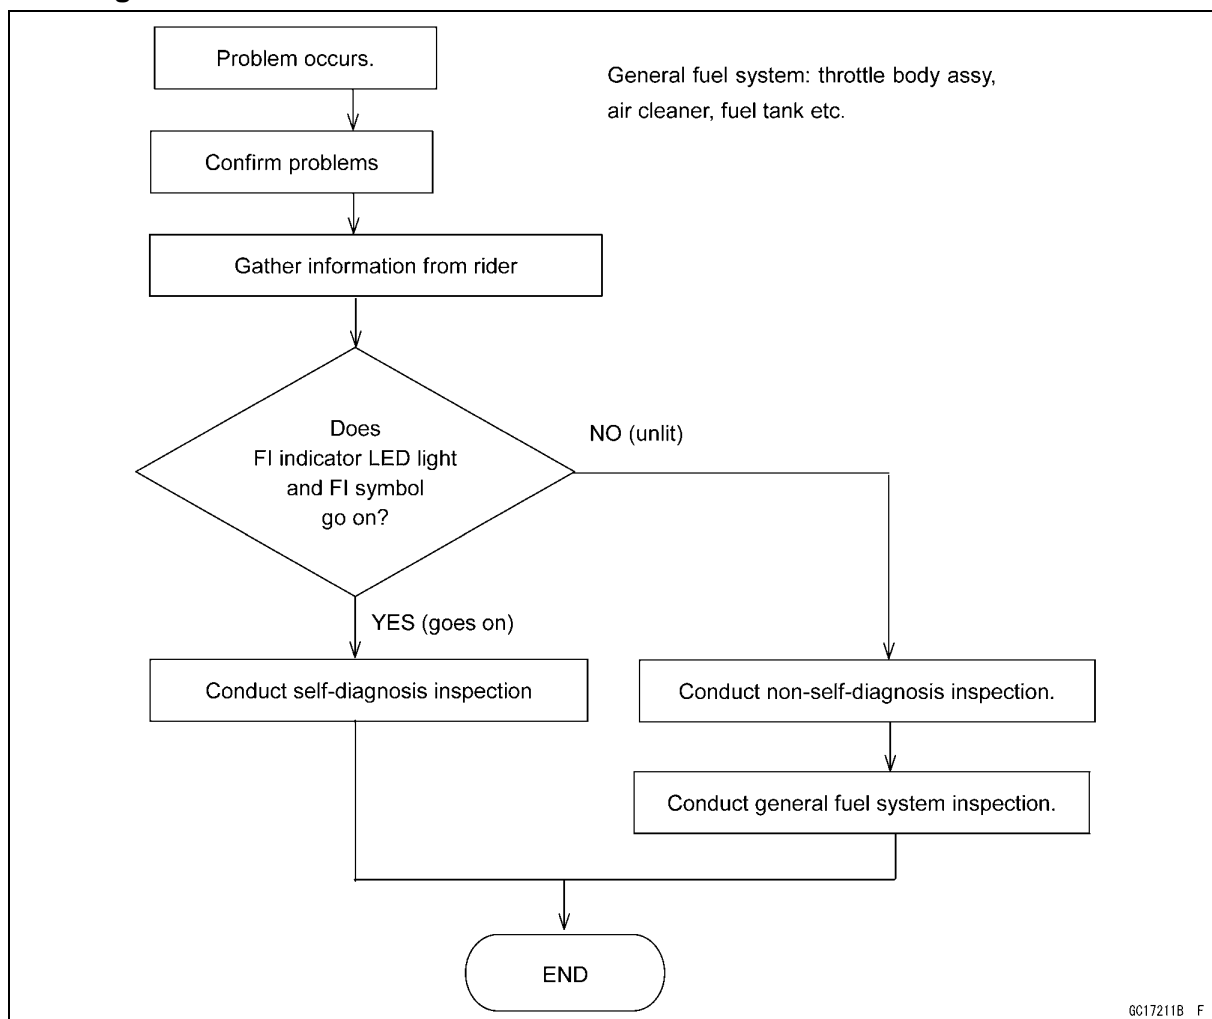 Problem occurs.
General fuel system: throttle body assy,
air cleaner, fuel tank etc.
Confirm problems
Gather information from rider
Does
FI indicator LED light
and FI symbol
go on?
NO (unlit)
YES (goes on)
Conduct self-diagnosis inspection
Conduct non-self-diagnosis inspection.
Conduct general fuel system inspection.
END
GC17211B F